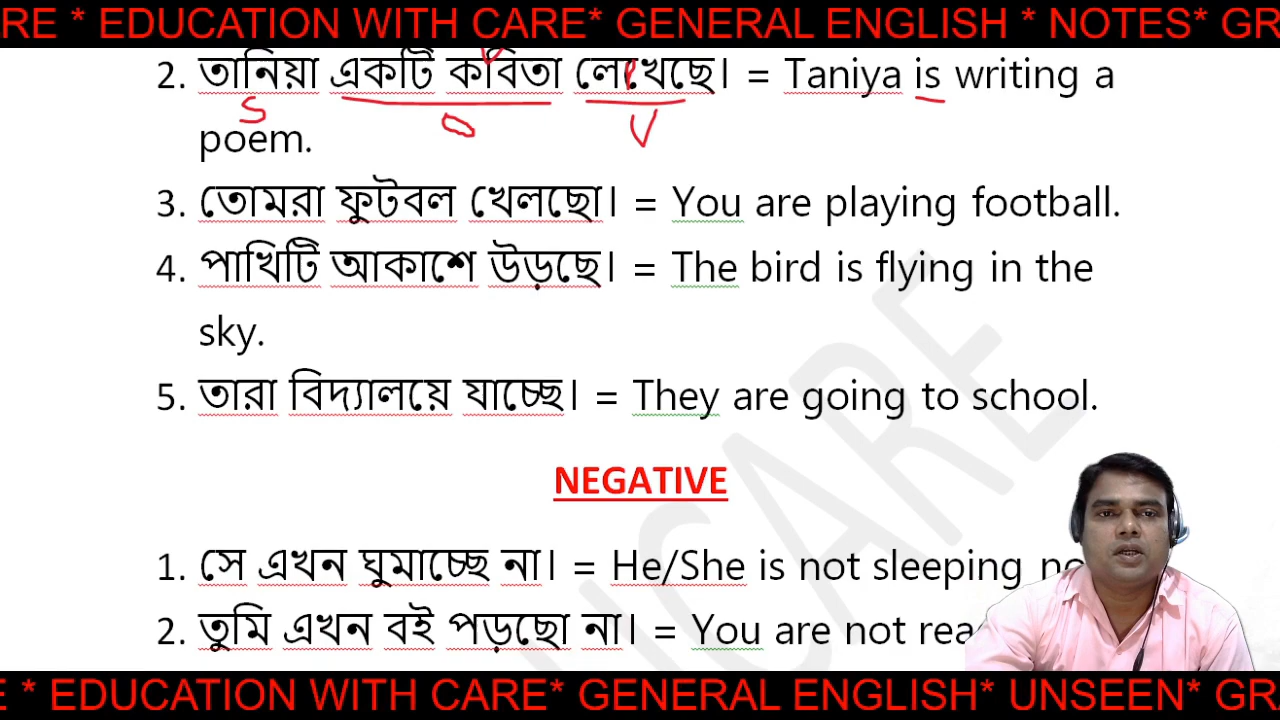 RE * EDUCATION WITH CARE* GENERAL ENGLISH * NOTES* GR
2. তানিয়া একটি কবিতা লেখেছে। = Taniya is writing a
S O V
poem.
3. তোমরা ফুটবল খেলছো। = You are playing football.
4. পাখিটি আকাশে উড়ছে। = The bird is flying in the
sky.
5. তারা বিদ্যালয়ে যাচ্ছে। = They are going to school.
NEGATIVE
1. সে এখন ঘুমাচ্ছে না। = He/She is not sleeping
2. তুমি এখন বই পড়ছো না। = You are not
UCARE
E * EDUCATION WITH CARE* GENERAL ENGLISH* UNSEEN* GRA